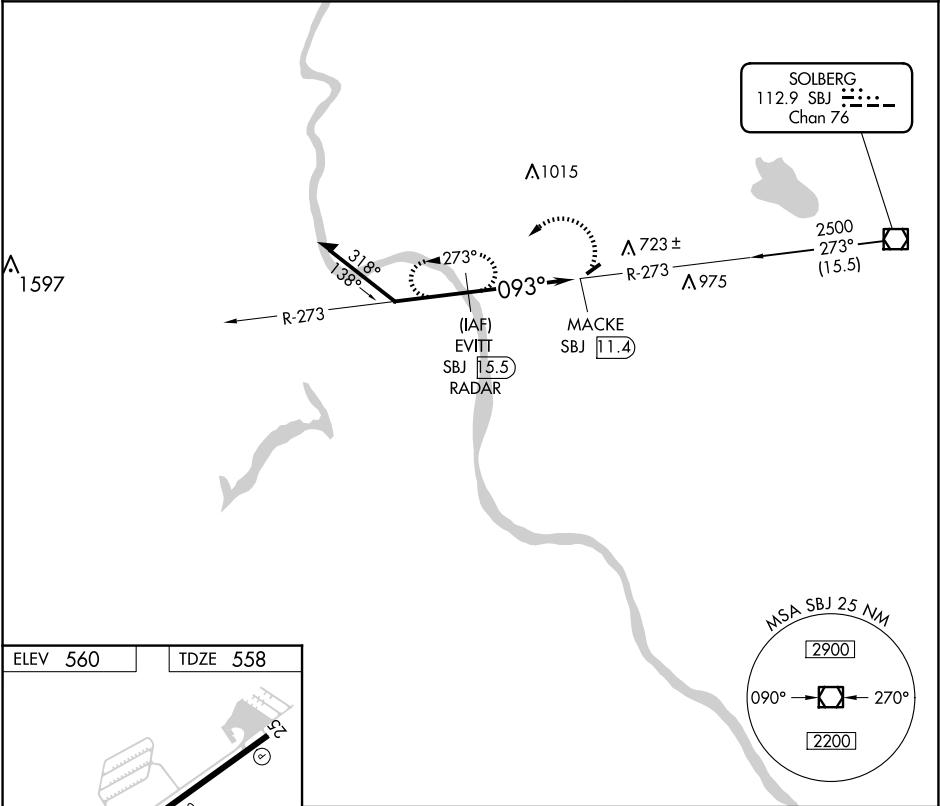 SOLBERG
112.9 SBJ
Chan 76
1015
2500
273°
(15.5)
723 ±
R-273
975
1597
318°
138°
273°
093°
R-273
(IAF)
EVITT
SBJ 15.5
RADAR
MACKE
SBJ 11.4
MSA SBJ 25 NM
2900
090° 270°
2200
ELEV 560
TDZE 558
25
P